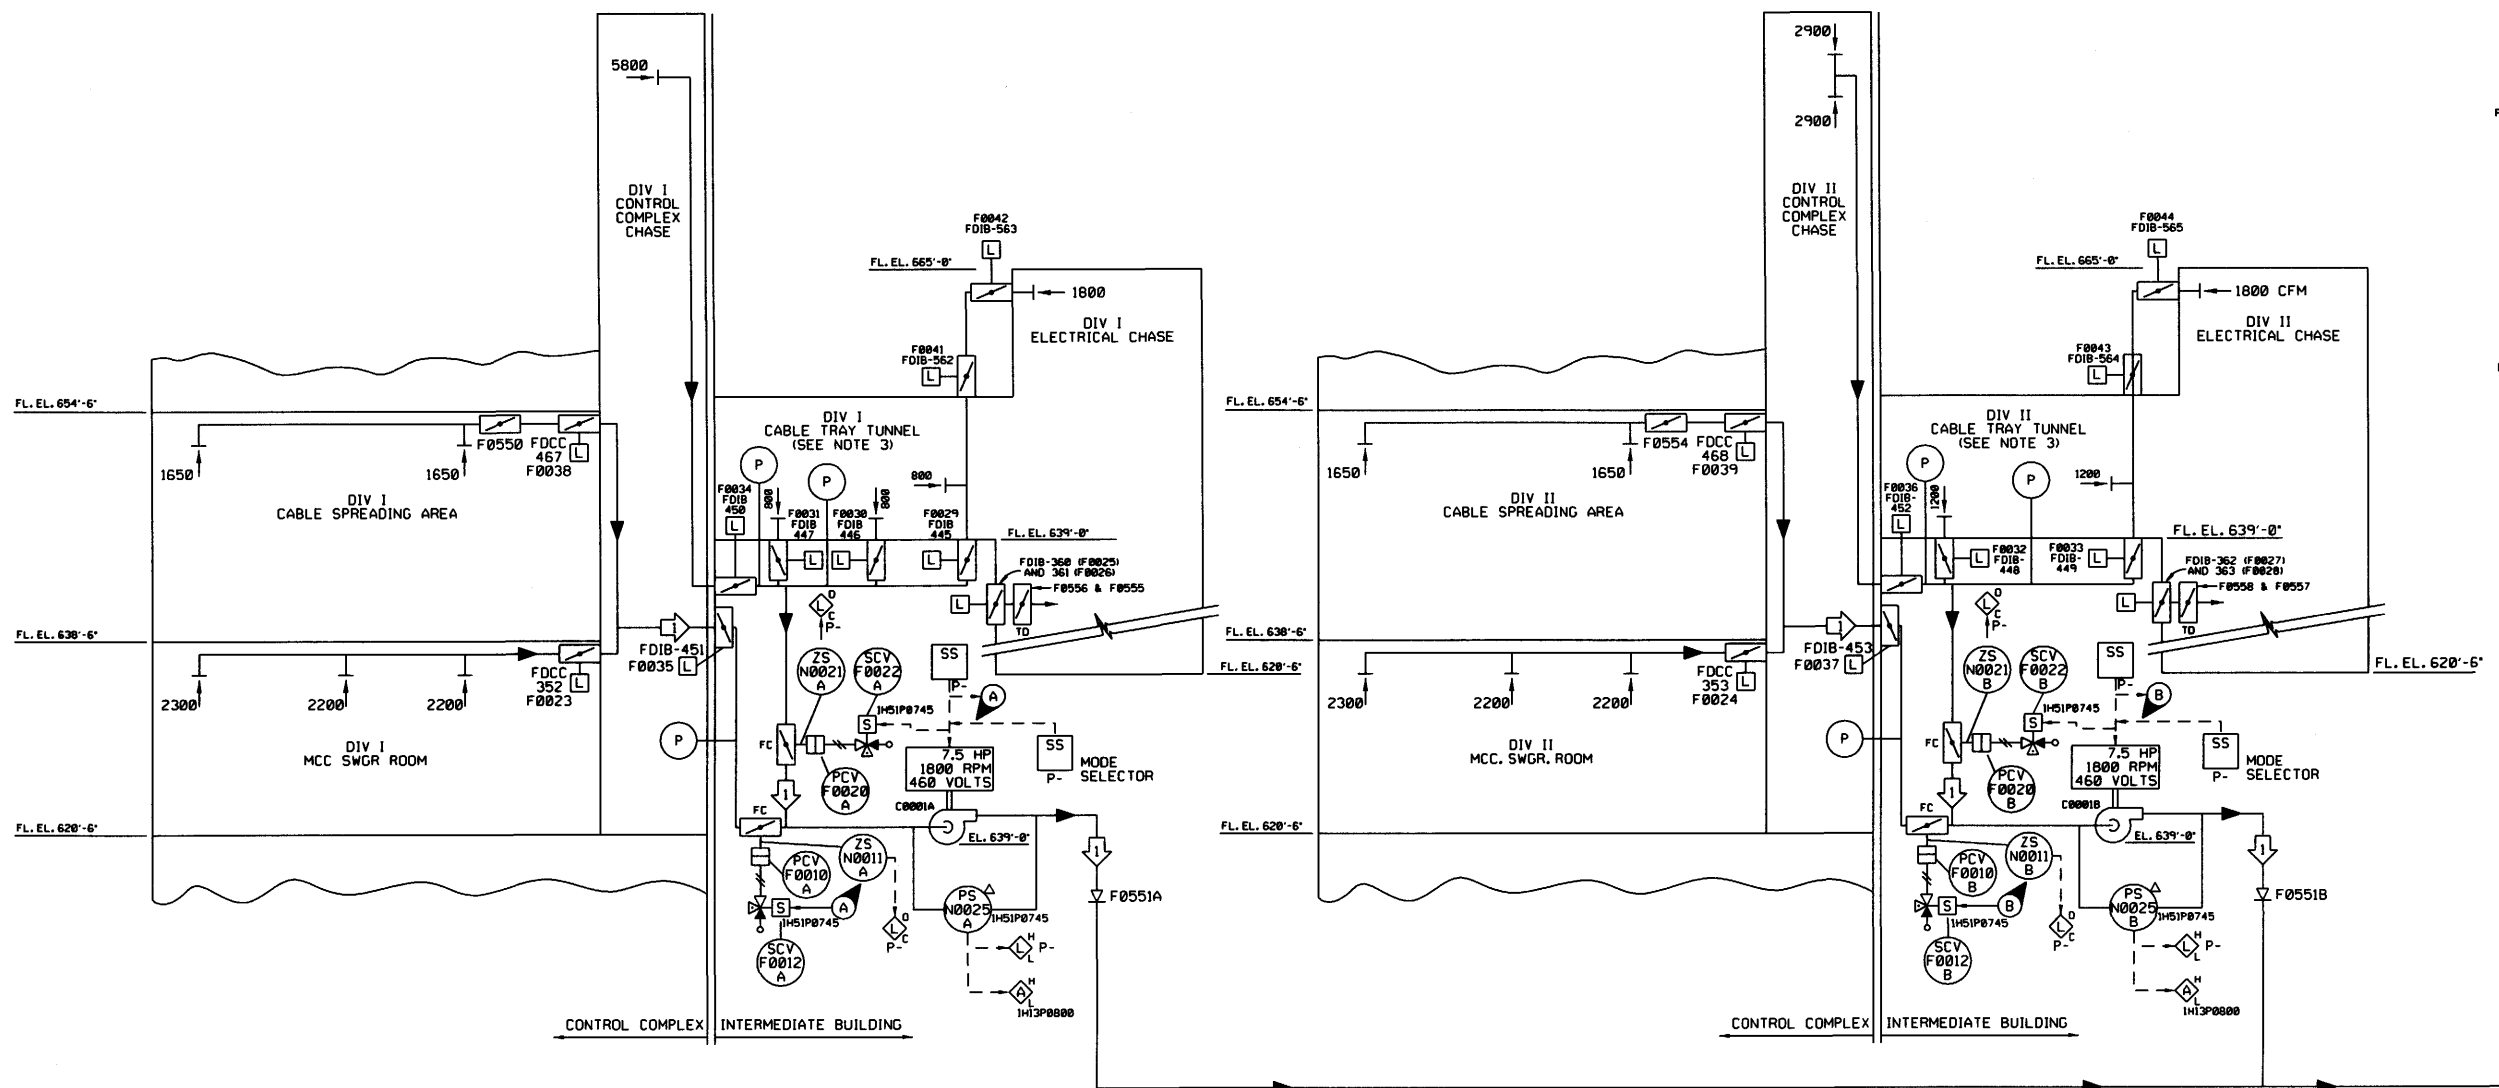 5800
DIV I
CONTROL
COMPLEX
CHASE
F0042
FDIB-563
L
FL. EL. 665'-0"
1800
DIV I
ELECTRICAL CHASE
F0041
FDIB-562
L
FL. EL. 654'-6"
1650
1650
F0550
FDCC
467
F0038
L
DIV I
CABLE SPREADING AREA
DIV I
CABLE TRAY TUNNEL
(SEE NOTE 3)
P
P
800
F0034
FDIB
450
L
800
F0031
FDIB
447
L
F0030
FDIB
446
L
800
F0029
FDIB
445
L
FL. EL. 639'-0"
FDIB-360 (F0025)
AND 361 (F0026)
F0556 & F0555
L
TD
FL. EL. 638'-6"
1
FDIB-451
F0035
L
FDCC
352
F0023
L
2300
2200
2200
DIV I
MCC SWGR ROOM
FL. EL. 620'-6"
L
O
C
P-
ZS
N0021
A
SCV
F0022
A
SS
P-
A
FL. EL. 620'-6"
1H51P0745
S
P
FC
PCV
F0020
A
7.5 HP
1800 RPM
460 VOLTS
SS
P-
MODE
SELECTOR
1
C0001A
FC
EL. 639'-0"
ZS
N0011
A
PCV
F0010
A
1
S
A
1H51P0745
SCV
F0012
A
L
O
C
P-
PS
N0025
A
1H51P0745
F0551A
L
H
L
P-
A
H
L
1H13P0800
CONTROL COMPLEX
INTERMEDIATE BUILDING
2900
2900
DIV II
CONTROL
COMPLEX
CHASE
F0044
FDIB-565
L
FL. EL. 665'-0"
1800 CFM
DIV II
ELECTRICAL CHASE
F0043
FDIB-564
L
FL. EL. 654'-6"
1650
1650
F0554
FDCC
468
F0039
L
DIV II
CABLE SPREADING AREA
DIV II
CABLE TRAY TUNNEL
(SEE NOTE 3)
P
P
1200
F0036
FDIB-
452
L
1200
L
F0032
FDIB-
448
F0033
FDIB-
449
L
FL. EL. 639'-0"
FDIB-362 (F0027)
AND 363 (F0028)
F0558 & F0557
L
TD
FL. EL. 638'-6"
1
FDIB-453
F0037
L
FDCC
353
F0024
L
2300
2200
2200
DIV II
MCC. SWGR. ROOM
FL. EL. 620'-6"
L
O
C
P-
ZS
N0021
B
SCV
F0022
B
SS
P-
B
FL. EL. 620'-6"
1H51P0745
S
P
FC
PCV
F0020
B
7.5 HP
1800 RPM
460 VOLTS
SS
P-
MODE
SELECTOR
1
C0001B
FC
EL. 639'-0"
ZS
N0011
B
PCV
F0010
B
1
S
B
1H51P0745
SCV
F0012
B
L
O
C
P-
PS
N0025
B
1H51P0745
F0551B
L
H
L
P-
A
H
L
1H13P0800
CONTROL COMPLEX
INTERMEDIATE BUILDING